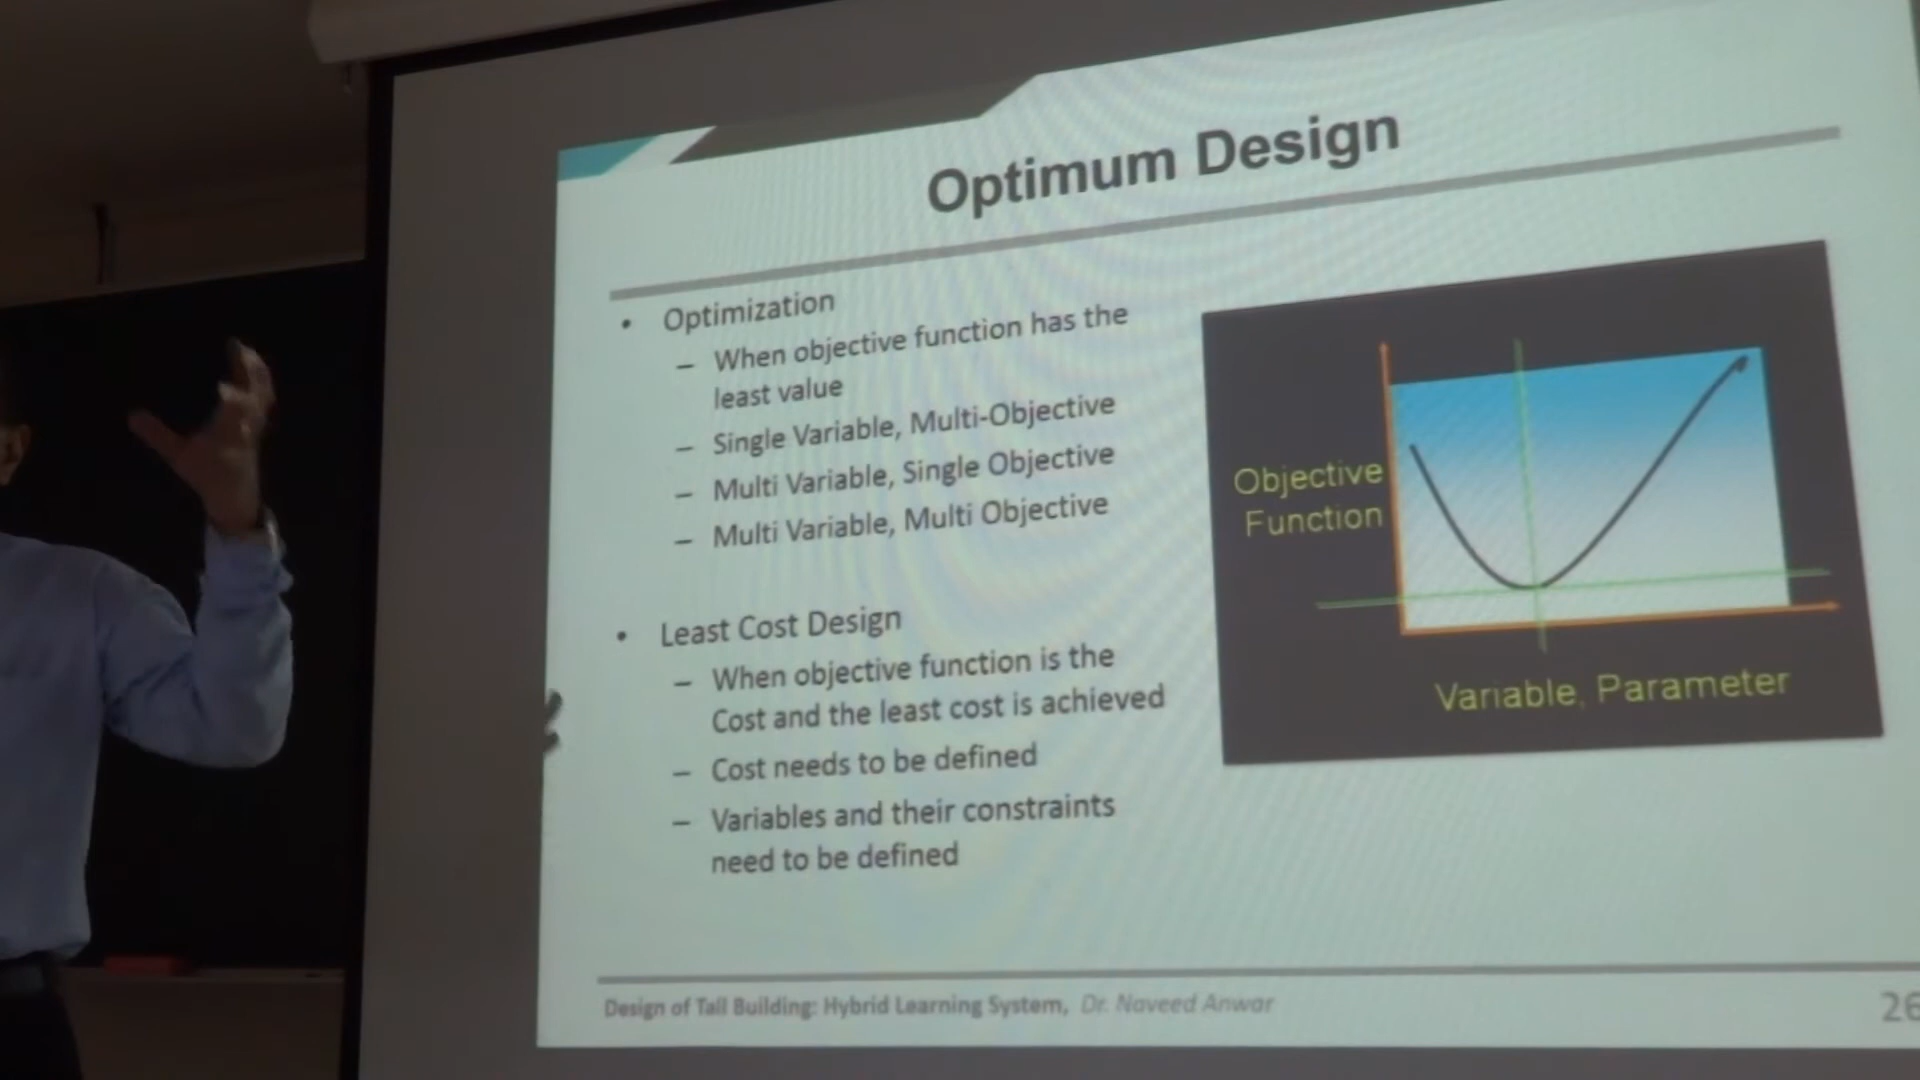 Optimum Design
• Optimization
– When objective function has the
least value
– Single Variable, Multi-Objective
– Multi Variable, Single Objective
– Multi Variable, Multi Objective
• Least Cost Design
– When objective function is the
Cost and the least cost is achieved
– Cost needs to be defined
– Variables and their constraints
need to be defined
Objective
Function
Variable, Parameter
Design of Tall Building: Hybrid Learning System, Dr. Naveed Anwar
26